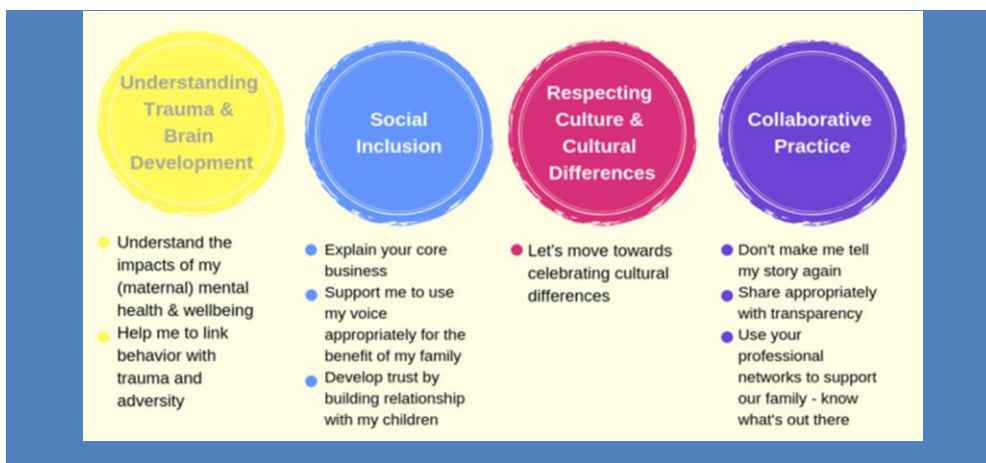 Understanding
Trauma &
Brain
Development
Understand the
impacts of my
(maternal) mental
health & wellbeing
Help me to link
behavior with
trauma and
adversity
Social
Inclusion
Explain your core
business
Support me to use
my voice
appropriately for the
benefit of my family
Develop trust by
building relationship
with my children
Respecting
Culture &
Cultural
Differences
Let's move towards
celebrating cultural
differences
Collaborative
Practice
Don't make me tell
my story again
Share appropriately
with transparency
Use your
professional
networks to support
our family - know
what's out there